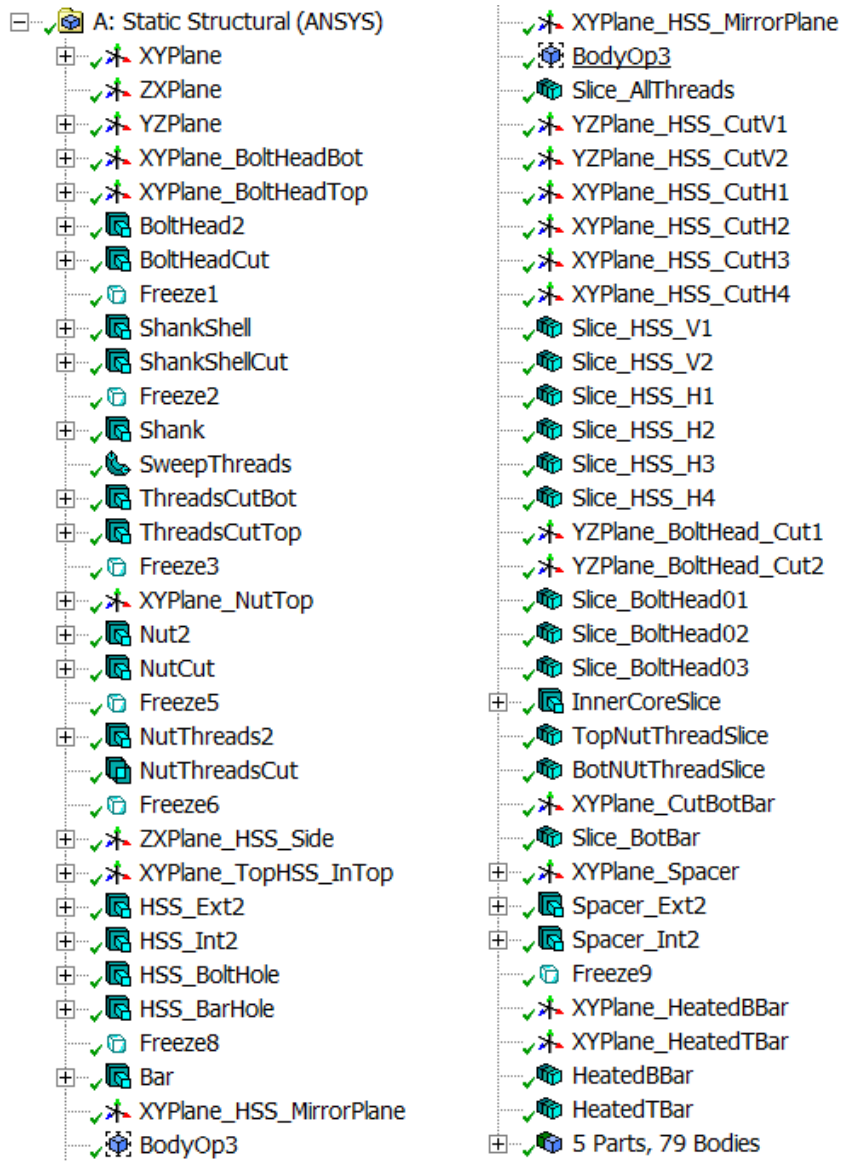 A: Static Structural (ANSYS)
XYPlane
ZXPlane
YZPlane
XYPlane_BoltHeadBot
XYPlane_BoltHeadTop
BoltHead2
BoltHeadCut
Freeze1
ShankShell
ShankShellCut
Freeze2
Shank
SweepThreads
ThreadsCutBot
ThreadsCutTop
Freeze3
XYPlane_NutTop
Nut2
NutCut
Freeze5
NutThreads2
NutThreadsCut
Freeze6
ZXPlane_HSS_Side
XYPlane_TopHSS_InTop
HSS_Ext2
HSS_Int2
HSS_BoltHole
HSS_BarHole
Freeze8
Bar
XYPlane_HSS_MirrorPlane
BodyOp3
XYPlane_HSS_MirrorPlane
BodyOp3
Slice_AllThreads
YZPlane_HSS_CutV1
YZPlane_HSS_CutV2
XYPlane_HSS_CutH1
XYPlane_HSS_CutH2
XYPlane_HSS_CutH3
XYPlane_HSS_CutH4
Slice_HSS_V1
Slice_HSS_V2
Slice_HSS_H1
Slice_HSS_H2
Slice_HSS_H3
Slice_HSS_H4
YZPlane_BoltHead_Cut1
YZPlane_BoltHead_Cut2
Slice_BoltHead01
Slice_BoltHead02
Slice_BoltHead03
InnerCoreSlice
TopNutThreadSlice
BotNUtThreadSlice
XYPlane_CutBotBar
Slice_BotBar
XYPlane_Spacer
Spacer_Ext2
Spacer_Int2
Freeze9
XYPlane_HeatedBBar
XYPlane_HeatedTBar
HeatedBBar
HeatedTBar
5 Parts, 79 Bodies